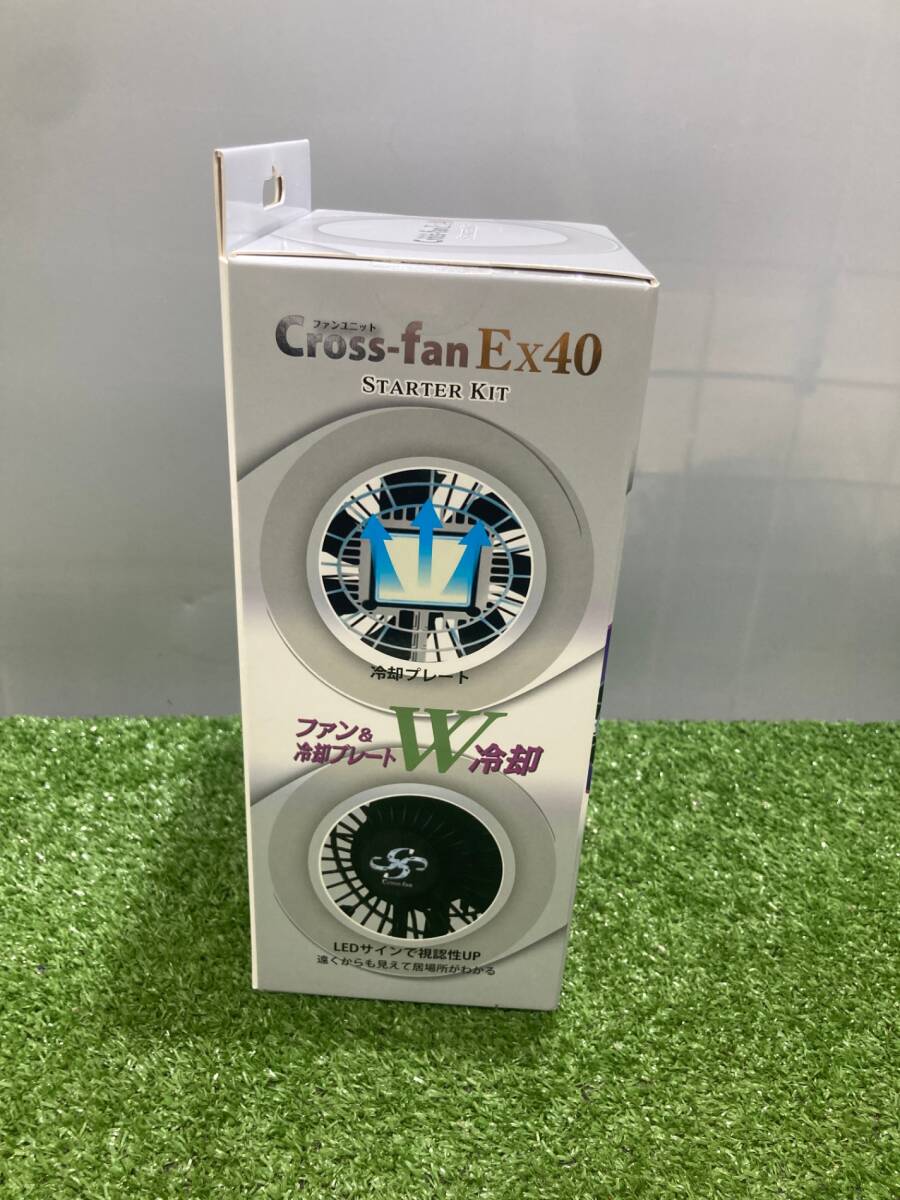 ファンユニット
Cross-fan Ex40
STARTER KIT
冷却プレート
ファン&
冷却プレート W冷却
Cross-fan
LEDサインで視認性UP
遠くからも見えて居場所がわかる